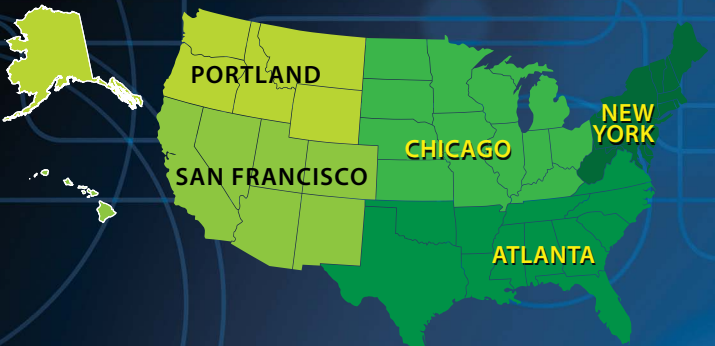 PORTLAND
NEW
YORK
CHICAGO
SAN FRANCISCO
ATLANTA